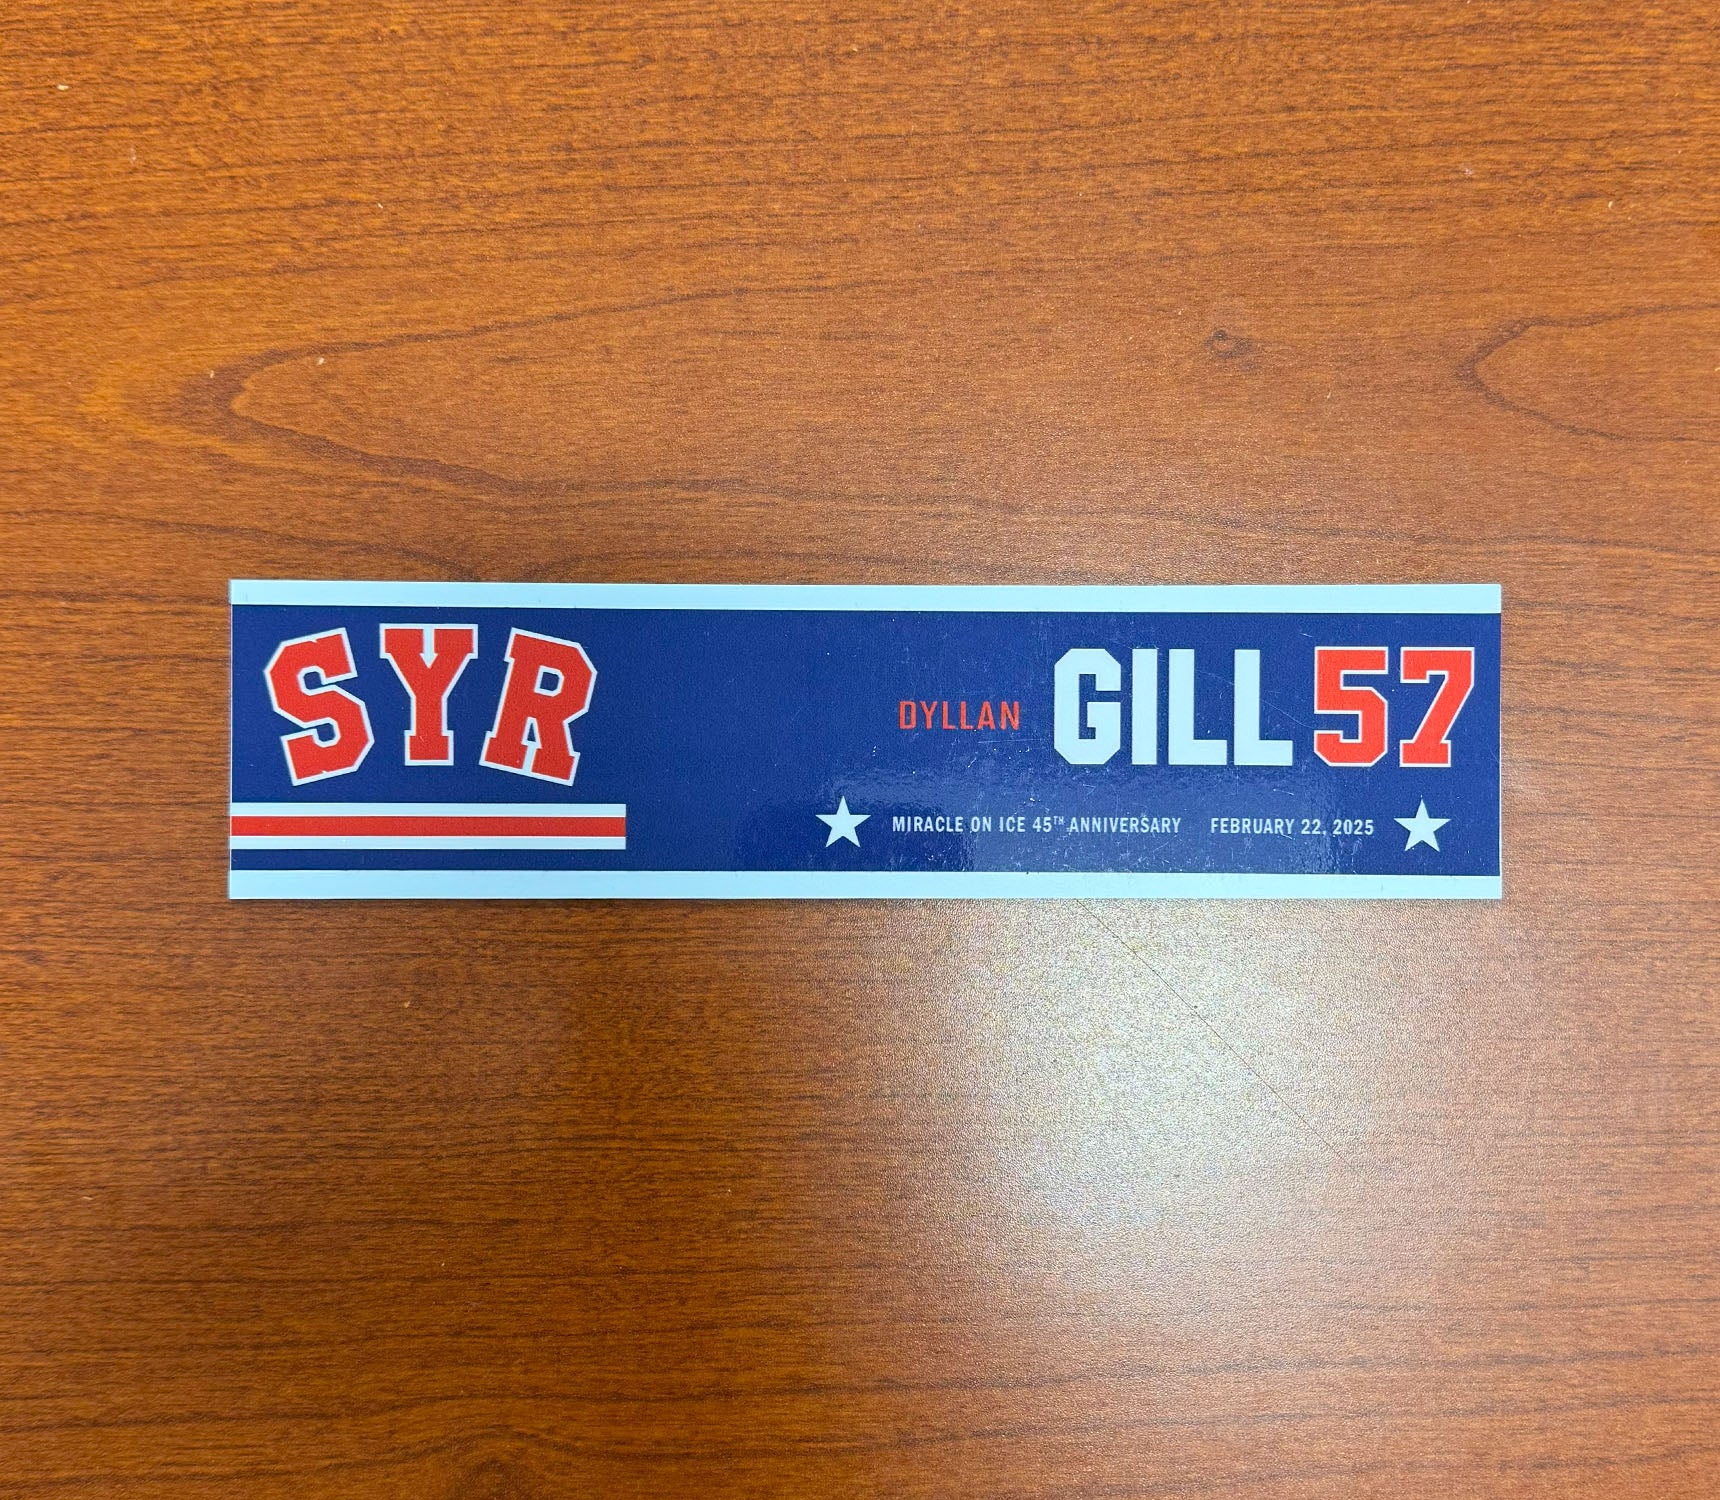 SYR
DYLLAN GILL 57
MIRACLE ON ICE 45TH ANNIVERSARY FEBRUARY 22, 2025